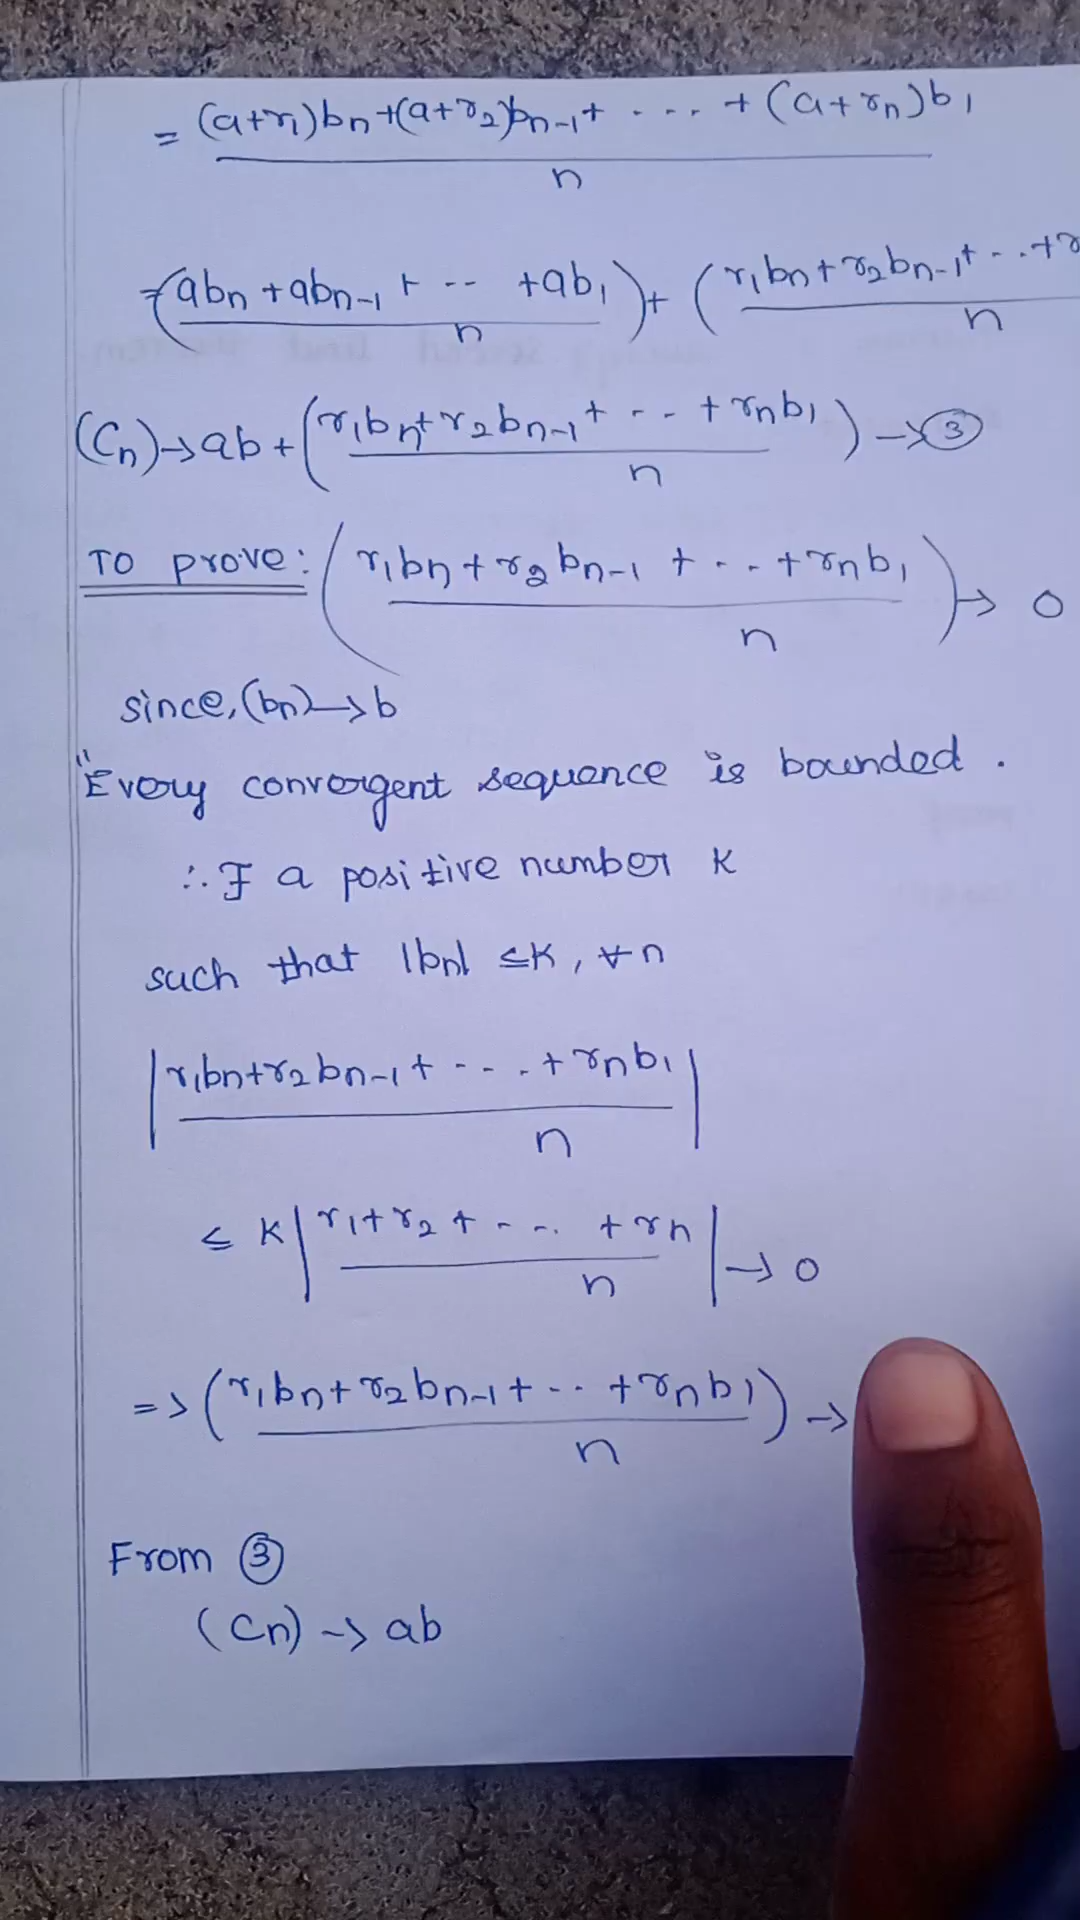 = (a+r₁)bn+(a+r₂)bn-1+ .... + (a+rn)b₁
n
=(abn+abn-1 + -- +ab₁)+ (r₁bn+r₂bn-1+ -..+r
n n
(Cn)→ab+(r₁bn+r₂bn-1+ --- +rnb₁) →③
n
To prove: (r₁bn+r₂bn-1 + -.. +rnb₁) → 0
n
since,(bn)→b
"Every convergent sequence is bounded .
∴ ∃ a positive number K
such that |bn| ≤K, ∀n
|r₁bn+r₂bn-1+ ---. +rnb₁|
n
≤ K|r₁+r₂+ --.. +rn|→0
n
=> (r₁bn+r₂bn-1+ -.. +rnb₁) →
n
From ③
(Cn) → ab